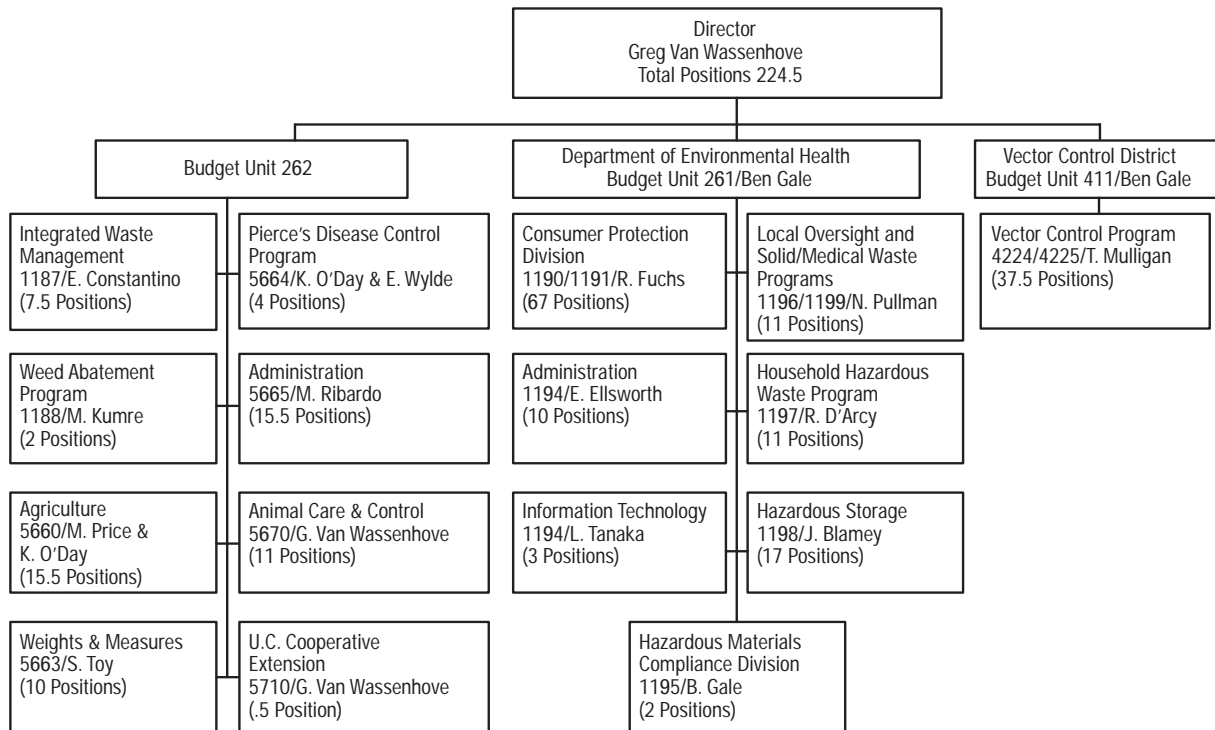 Director
Greg Van Wassenhove
Total Positions 224.5
Budget Unit 262
Department of Environmental Health
Budget Unit 261/Ben Gale
Vector Control District
Budget Unit 411/Ben Gale
Integrated Waste
Management
1187/E. Constantino
(7.5 Positions)
Pierce's Disease Control
Program
5664/K. O'Day & E. Wylde
(4 Positions)
Consumer Protection
Division
1190/1191/R. Fuchs
(67 Positions)
Local Oversight and
Solid/Medical Waste
Programs
1196/1199/N. Pullman
(11 Positions)
Vector Control Program
4224/4225/T. Mulligan
(37.5 Positions)
Weed Abatement
Program
1188/M. Kumre
(2 Positions)
Administration
5665/M. Ribardo
(15.5 Positions)
Administration
1194/E. Ellsworth
(10 Positions)
Household Hazardous
Waste Program
1197/R. D'Arcy
(11 Positions)
Agriculture
5660/M. Price &
K. O'Day
(15.5 Positions)
Animal Care & Control
5670/G. Van Wassenhove
(11 Positions)
Information Technology
1194/L. Tanaka
(3 Positions)
Hazardous Storage
1198/J. Blamey
(17 Positions)
Weights & Measures
5663/S. Toy
(10 Positions)
U.C. Cooperative
Extension
5710/G. Van Wassenhove
(.5 Position)
Hazardous Materials
Compliance Division
1195/B. Gale
(2 Positions)